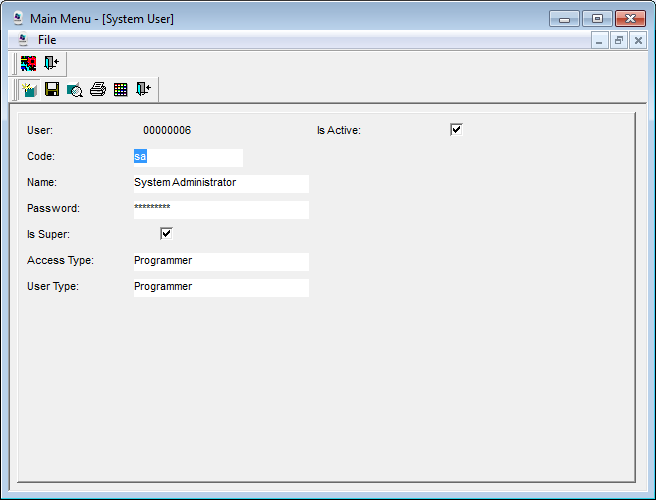 Main Menu - [System User]
File
User: 00000006 Is Active:
Code: sa
Name: System Administrator
Password: *********
Is Super:
Access Type: Programmer
User Type: Programmer